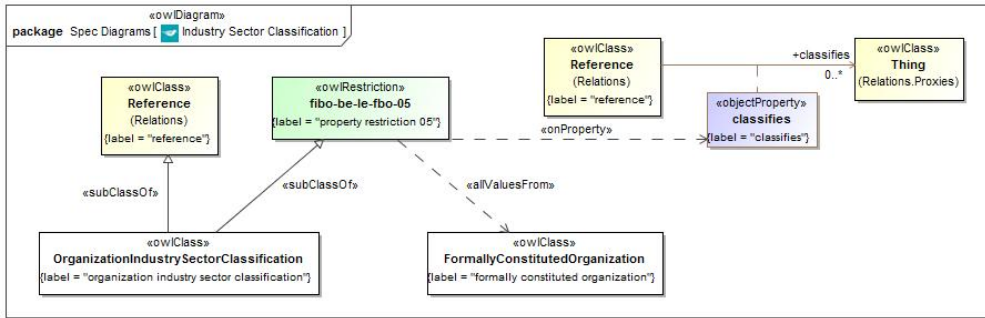 «owlDiagram»
package Spec Diagrams [ Industry Sector Classification ]
«owlClass»
Reference
(Relations)
{label = "reference"}
«owlRestriction»
fibo-be-le-fbo-05
{label = "property restriction 05"}
«owlClass»
Reference
(Relations)
{label = "reference"}
+classifies
0..*
«owlClass»
Thing
(Relations.Proxies)
«objectProperty»
classifies
{label = "classifies"}
«onProperty»
«subClassOf»
«subClassOf»
«allValuesFrom»
«owlClass»
OrganizationIndustrySectorClassification
{label = "organization industry sector classification"}
«owlClass»
FormallyConstitutedOrganization
{label = "formally constituted organization"}